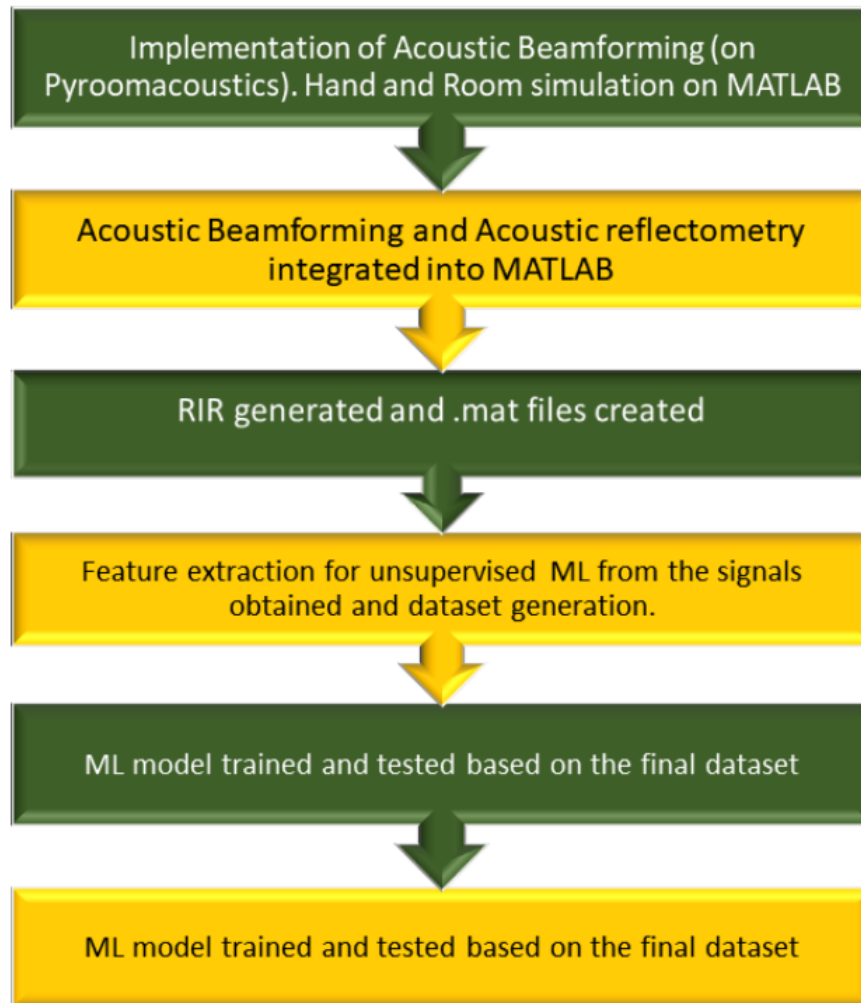 Implementation of Acoustic Beamforming (on
Pyroomacoustics). Hand and Room simulation on MATLAB
Acoustic Beamforming and Acoustic reflectometry
integrated into MATLAB
RIR generated and .mat files created
Feature extraction for unsupervised ML from the signals
obtained and dataset generation.
ML model trained and tested based on the final dataset
ML model trained and tested based on the final dataset